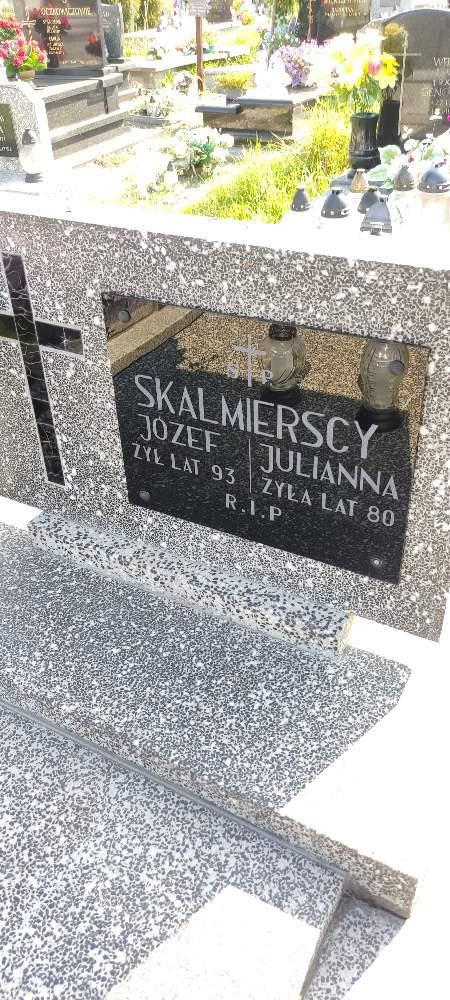 Ś P
SKALMIERSCY
JÓZEF JULIANNA
ŻYŁ LAT 93 ŻYŁA LAT 80
R.I.P